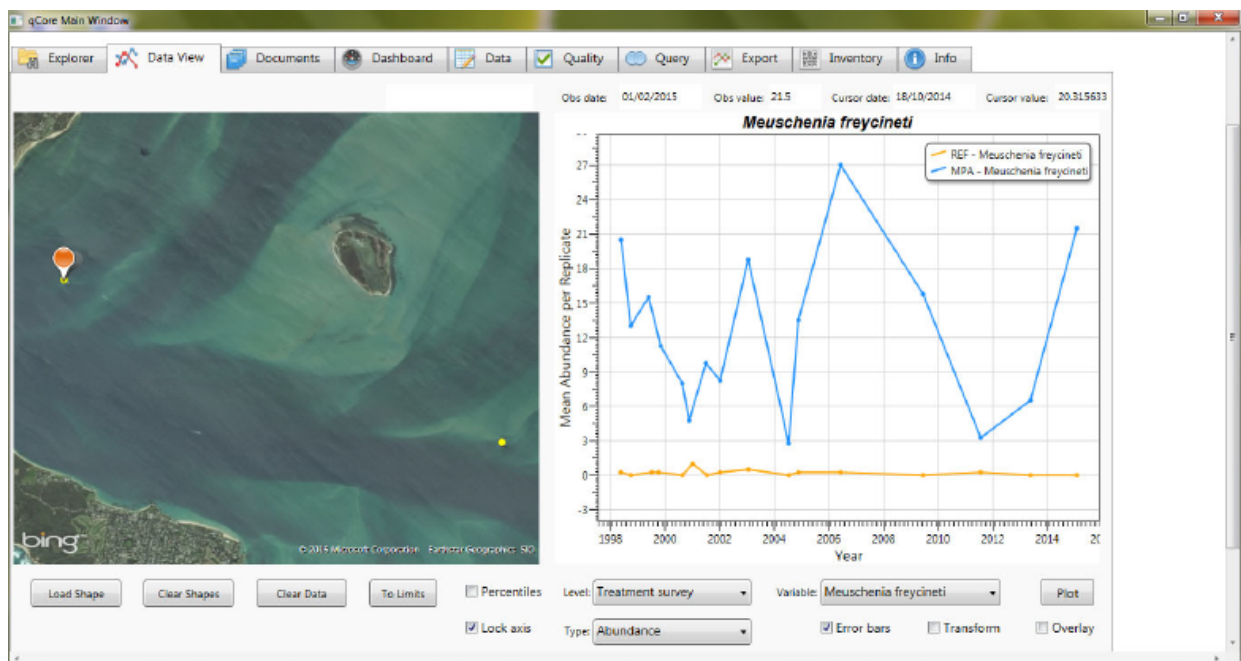 qCore Main Window
Explorer Data View Documents Dashboard Data Quality Query Export Inventory Info
Obs date: 01/02/2015 Obs value: 21.5 Cursor date: 18/10/2014 Cursor value: 20.315633
Meuschenia freycineti
REF - Meuschenia freycineti
MPA - Meuschenia freycineti
27
24
21
18
15
12
9
6
3
0
-3
Mean Abundance per Replicate
1998 2000 2002 2004 2006 2008 2010 2012 2014 20
Year
bing
© 2016 Microsoft Corporation Earthstar Geographics SIO
Load Shape Clear Shapes Clear Data To Limits Percentiles Level: Treatment survey Variable: Meuschenia freycineti Plot
Lock axis Type: Abundance Error bars Transform Overlay